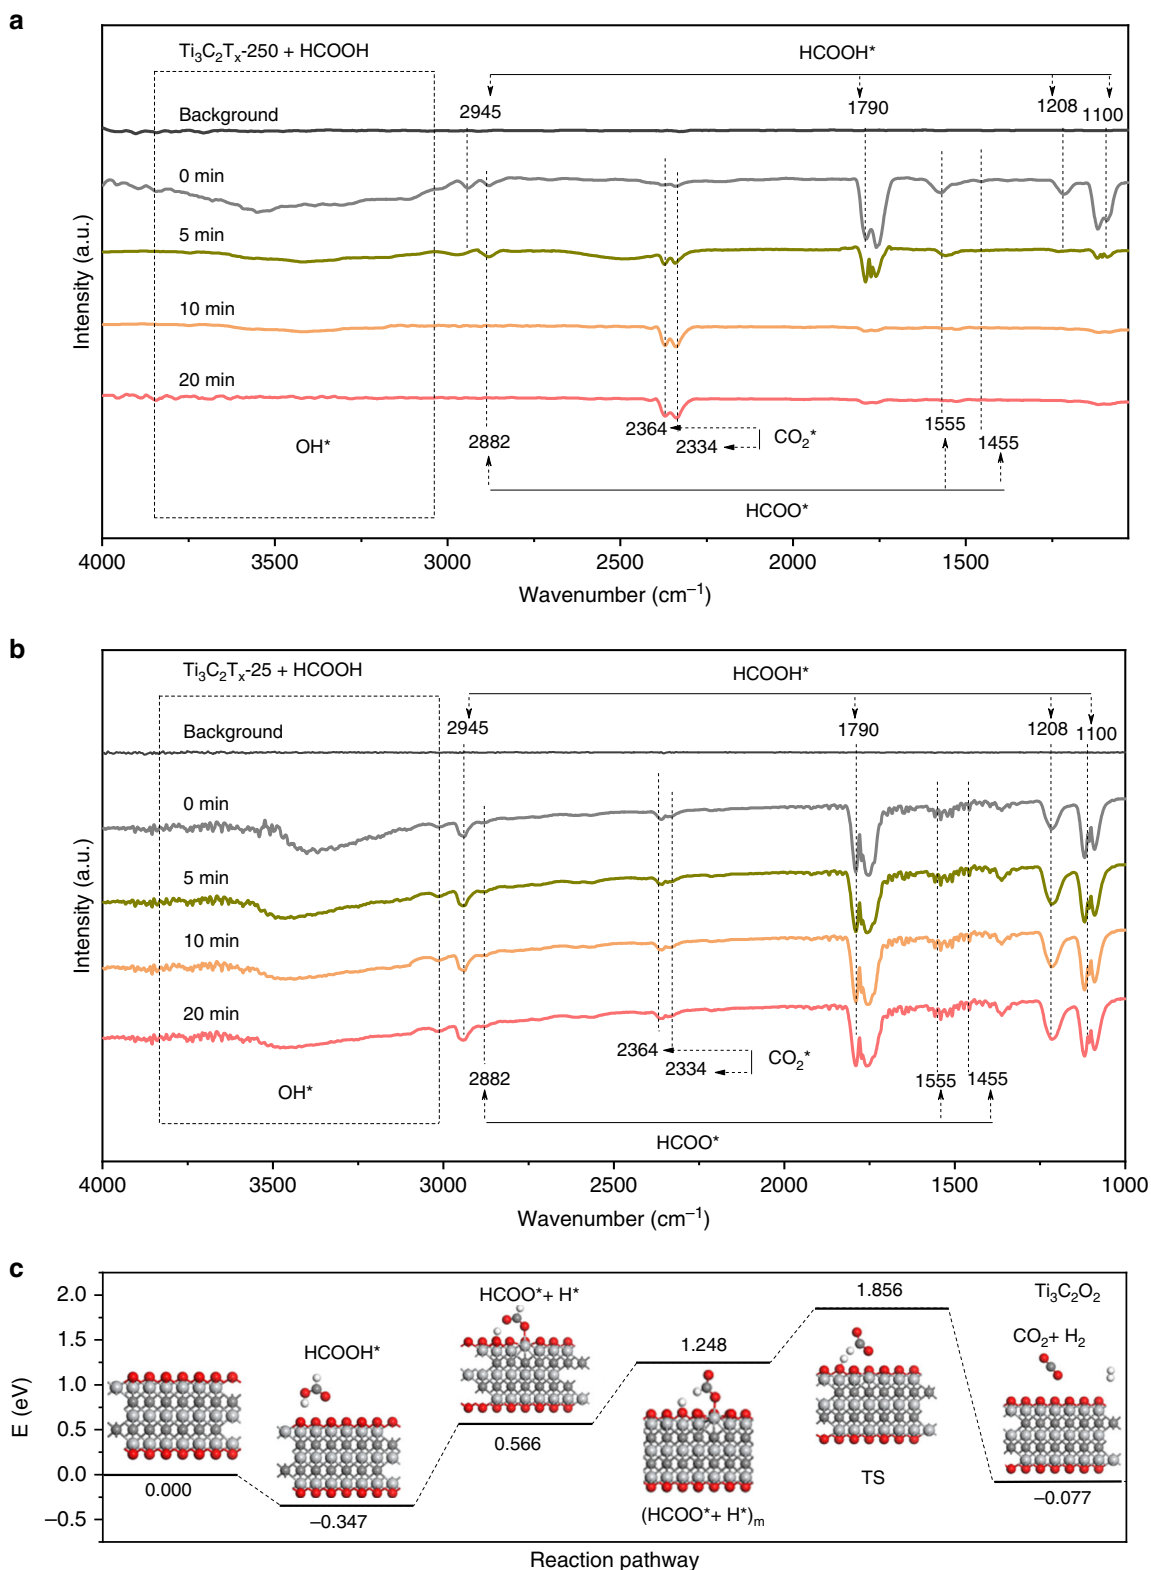 a
Ti₃C₂Tₓ-250 + HCOOH
HCOOH*
Background
2945
1790
1208
1100
0 min
5 min
10 min
20 min
OH*
2882
2364
2334
CO₂*
1555
1455
HCOO*
Intensity (a.u.)
4000 3500 3000 2500 2000 1500
Wavenumber (cm⁻¹)
b
Ti₃C₂Tₓ-25 + HCOOH
HCOOH*
Background
2945
1790
1208
1100
0 min
5 min
10 min
20 min
OH*
2882
2364
2334
CO₂*
1555
1455
HCOO*
Intensity (a.u.)
4000 3500 3000 2500 2000 1500 1000
Wavenumber (cm⁻¹)
c
E (eV)
2.0
1.5
1.0
0.5
0.0
–0.5
0.000
HCOOH*
–0.347
HCOO*+ H*
0.566
1.248
(HCOO*+ H*)ₘ
1.856
TS
Ti₃C₂O₂
CO₂+ H₂
–0.077
Reaction pathway